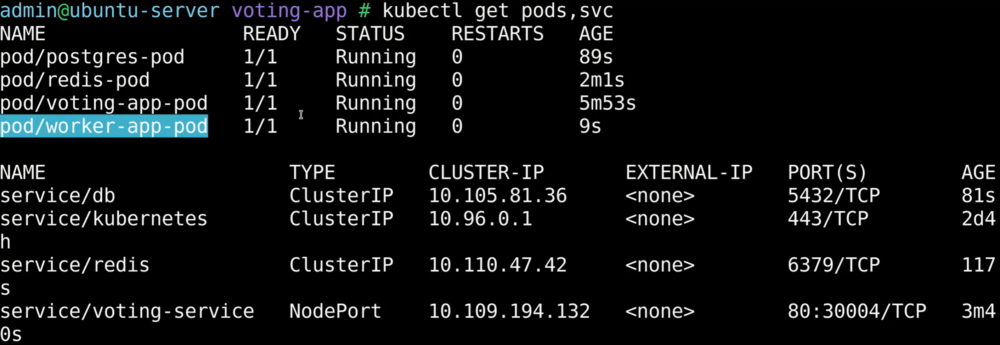 admin@ubuntu-server voting-app # kubectl get pods,svc
NAME                 READY   STATUS    RESTARTS   AGE
pod/postgres-pod     1/1     Running   0          89s
pod/redis-pod        1/1     Running   0          2m1s
pod/voting-app-pod   1/1     Running   0          5m53s
pod/worker-app-pod   1/1     Running   0          9s

NAME                     TYPE        CLUSTER-IP       EXTERNAL-IP   PORT(S)        AGE
service/db               ClusterIP   10.105.81.36     <none>        5432/TCP       81s
service/kubernetes       ClusterIP   10.96.0.1        <none>        443/TCP        2d4
h
service/redis            ClusterIP   10.110.47.42     <none>        6379/TCP       117
s
service/voting-service   NodePort    10.109.194.132   <none>        80:30004/TCP   3m4
0s